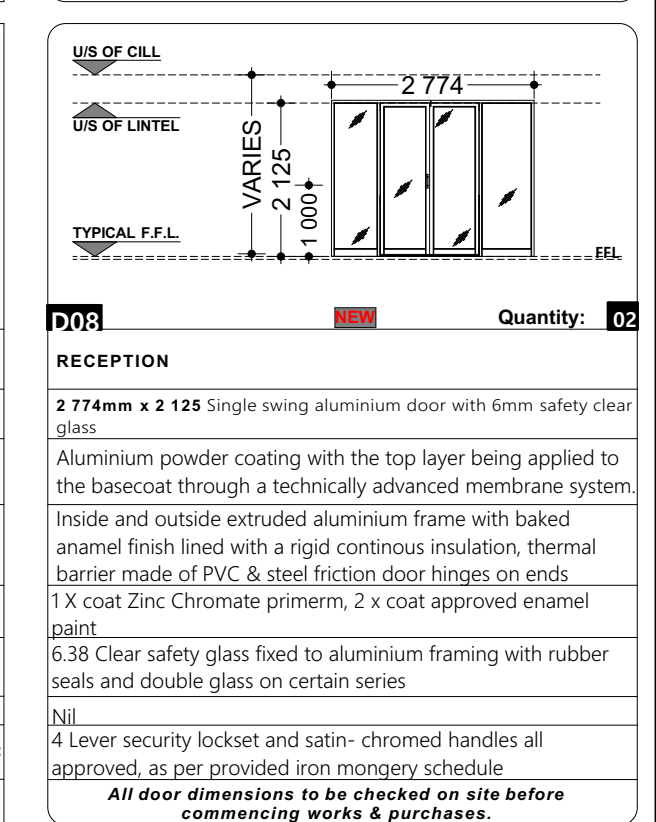 U/S OF CILL
2 774
U/S OF LINTEL
VARIES
2 125
1 000
TYPICAL F.F.L.
FFL
D08 NEW Quantity: 02
RECEPTION
2 774mm x 2 125 Single swing aluminium door with 6mm safety clear
glass
Aluminium powder coating with the top layer being applied to
the basecoat through a technically advanced membrane system.
Inside and outside extruded aluminium frame with baked
anamel finish lined with a rigid continous insulation, thermal
barrier made of PVC & steel friction door hinges on ends
1 X coat Zinc Chromate primerm, 2 x coat approved enamel
paint
6.38 Clear safety glass fixed to aluminium framing with rubber
seals and double glass on certain series
Nil
4 Lever security lockset and satin- chromed handles all
approved, as per provided iron mongery schedule
All door dimensions to be checked on site before
commencing works & purchases.